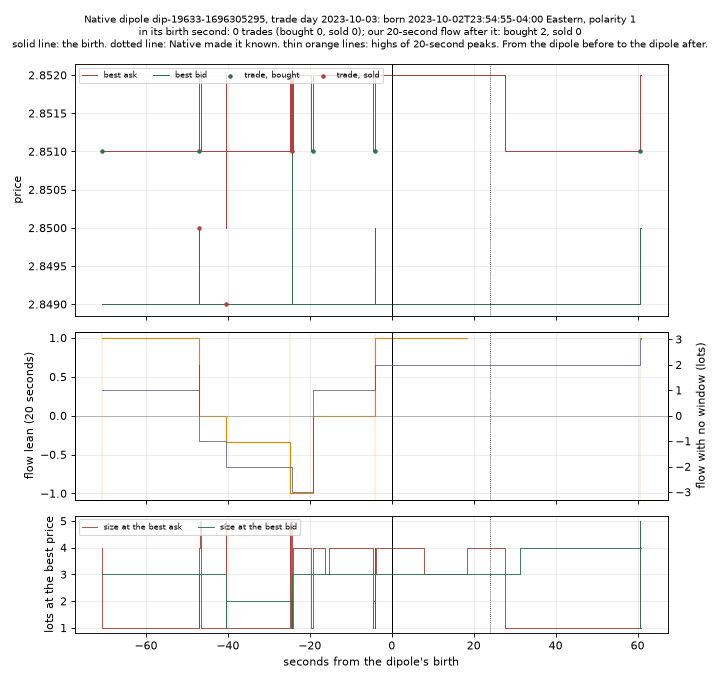 Native dipole dip-19633-1696305295, trade day 2023-10-03: born 2023-10-02T23:54:55-04:00 Eastern, polarity 1
in its birth second: 0 trades (bought 0, sold 0); our 20-second flow after it: bought 2, sold 0
solid line: the birth. dotted line: Native made it known. thin orange lines: highs of 20-second peaks. From the dipole before to the dipole after.
best ask
best bid
trade, bought
trade, sold
2.8520
2.8515
2.8510
2.8505
2.8500
2.8495
2.8490
price
1.0
0.5
0.0
−0.5
−1.0
flow lean (20 seconds)
3
2
1
0
−1
−2
−3
flow with no window (lots)
size at the best ask
size at the best bid
5
4
3
2
1
lots at the best price
−60
−40
−20
0
20
40
60
seconds from the dipole's birth